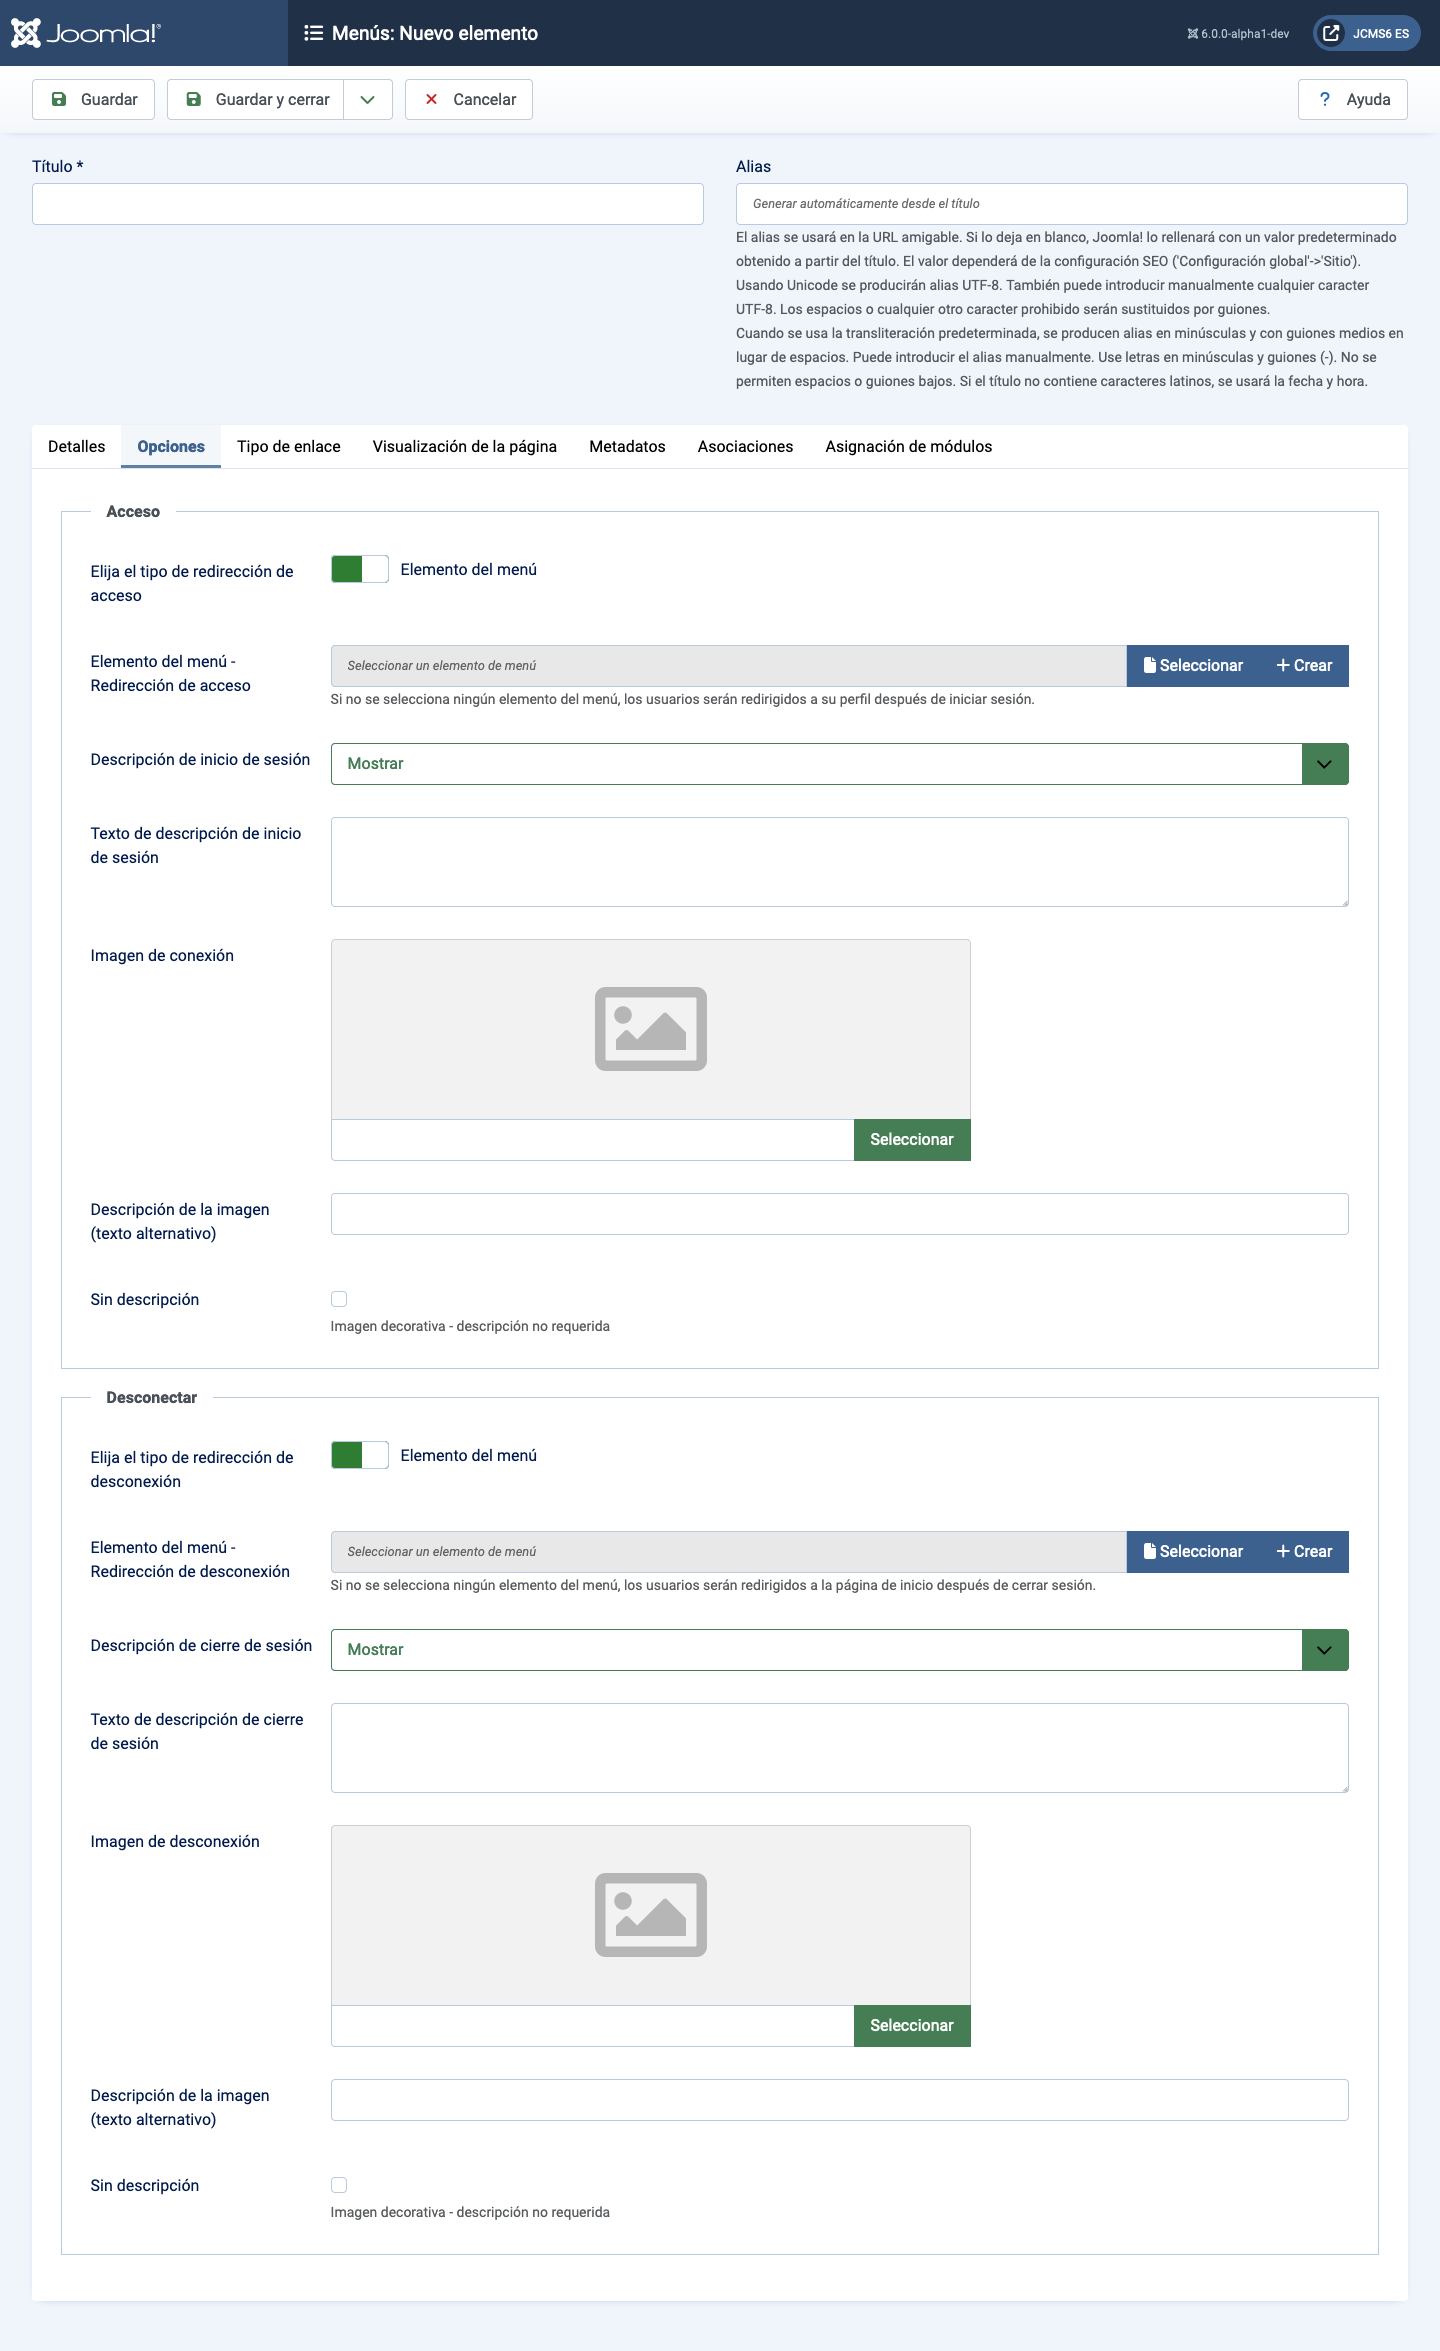 Joomla!®
Menús: Nuevo elemento
6.0.0-alpha1-dev
JCMS6 ES
Guardar
Guardar y cerrar
Cancelar
? Ayuda
Título *
Alias
Generar automáticamente desde el título
El alias se usará en la URL amigable. Si lo deja en blanco, Joomla! lo rellenará con un valor predeterminado
obtenido a partir del título. El valor dependerá de la configuración SEO ('Configuración global'->'Sitio').
Usando Unicode se producirán alias UTF-8. También puede introducir manualmente cualquier caracter
UTF-8. Los espacios o cualquier otro caracter prohibido serán sustituidos por guiones.
Cuando se usa la transliteración predeterminada, se producen alias en minúsculas y con guiones medios en
lugar de espacios. Puede introducir el alias manualmente. Use letras en minúsculas y guiones (-). No se
permiten espacios o guiones bajos. Si el título no contiene caracteres latinos, se usará la fecha y hora.
Detalles
Opciones
Tipo de enlace
Visualización de la página
Metadatos
Asociaciones
Asignación de módulos
Acceso
Elija el tipo de redirección de
acceso
Elemento del menú
Elemento del menú -
Redirección de acceso
Seleccionar un elemento de menú
Seleccionar
+ Crear
Si no se selecciona ningún elemento del menú, los usuarios serán redirigidos a su perfil después de iniciar sesión.
Descripción de inicio de sesión
Mostrar
Texto de descripción de inicio
de sesión
Imagen de conexión
Seleccionar
Descripción de la imagen
(texto alternativo)
Sin descripción
Imagen decorativa - descripción no requerida
Desconectar
Elija el tipo de redirección de
desconexión
Elemento del menú
Elemento del menú -
Redirección de desconexión
Seleccionar un elemento de menú
Seleccionar
+ Crear
Si no se selecciona ningún elemento del menú, los usuarios serán redirigidos a la página de inicio después de cerrar sesión.
Descripción de cierre de sesión
Mostrar
Texto de descripción de cierre
de sesión
Imagen de desconexión
Seleccionar
Descripción de la imagen
(texto alternativo)
Sin descripción
Imagen decorativa - descripción no requerida